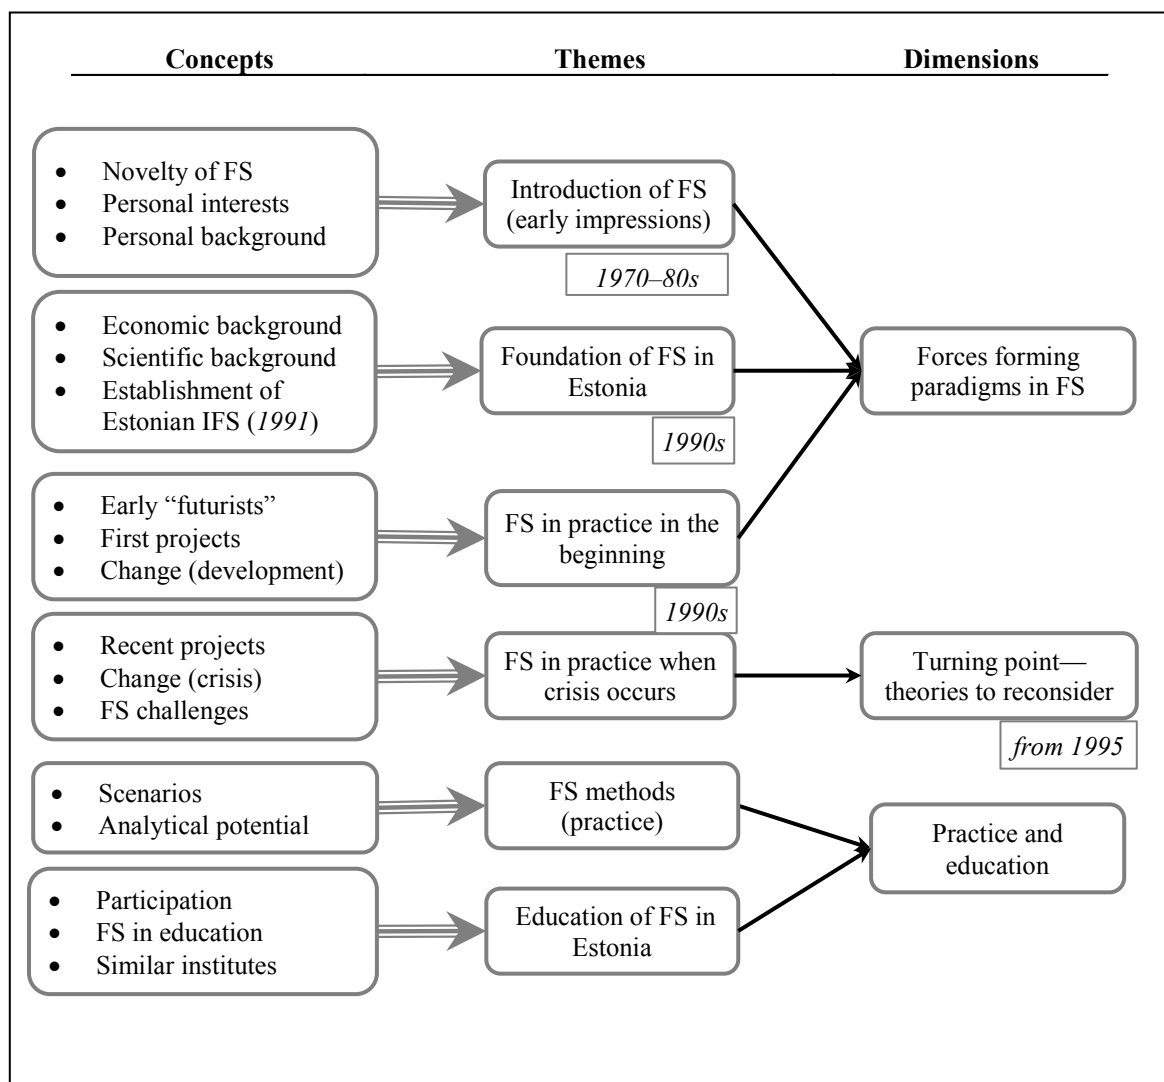 Concepts Themes Dimensions
• Novelty of FS
• Personal interests
• Personal background
Introduction of FS
(early impressions)
1970–80s
• Economic background
• Scientific background
• Establishment of
Estonian IFS (1991)
Foundation of FS in
Estonia
1990s
Forces forming
paradigms in FS
• Early “futurists”
• First projects
• Change (development)
FS in practice in the
beginning
1990s
• Recent projects
• Change (crisis)
• FS challenges
FS in practice when
crisis occurs
Turning point—
theories to reconsider
from 1995
• Scenarios
• Analytical potential
FS methods
(practice)
Practice and
education
• Participation
• FS in education
• Similar institutes
Education of FS in
Estonia